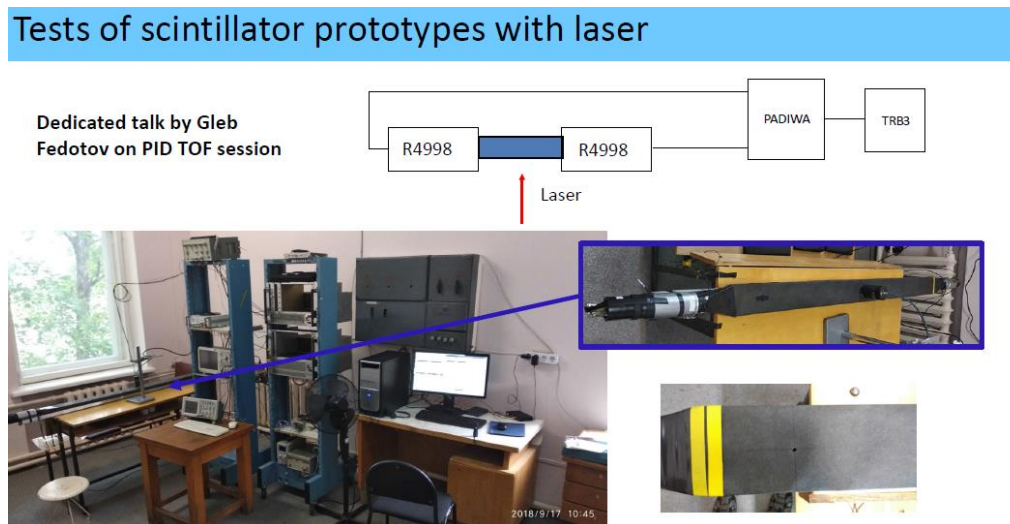 Tests of scintillator prototypes with laser
Dedicated talk by Gleb
Fedotov on PID TOF session
R4998
R4998
PADIWA
TRB3
Laser
2018/9/17 10:45